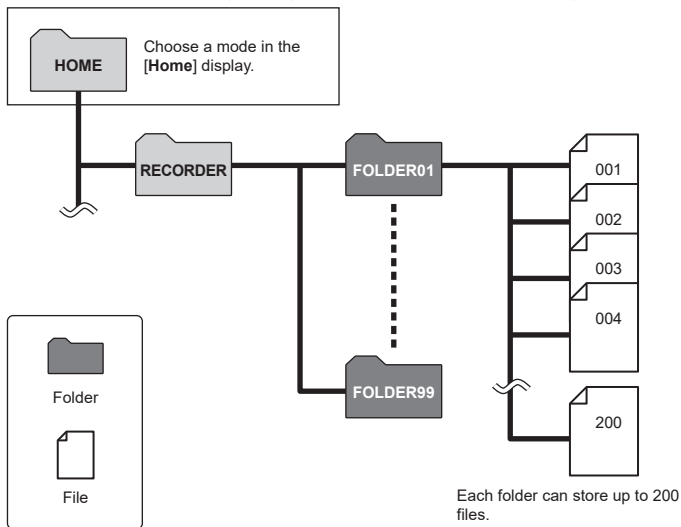 HOME
Choose a mode in the
[Home] display.
RECORDER
FOLDER01
FOLDER99
001
002
003
004
200
Folder
File
Each folder can store up to 200
files.